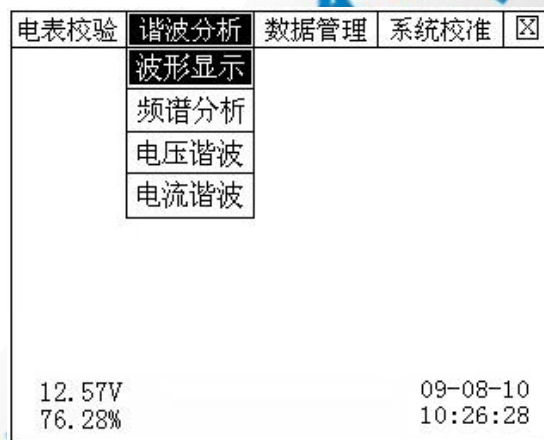 电表校验 谐波分析 数据管理 系统校准
波形显示
频谱分析
电压谐波
电流谐波
12.57V 09-08-10
76.28% 10:26:28